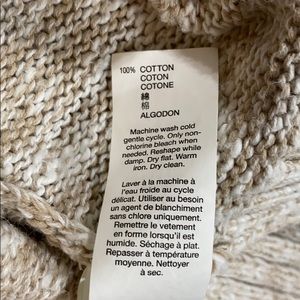 100% COTTON
COTON
COTONE
綿
棉
ALGODON
Machine wash cold
gentle cycle. Only non-
chlorine bleach when
needed. Reshape while
damp. Dry flat. Warm
iron. Dry clean.
Laver à la machine à
l'eau froide au cycle
délicat. Utiliser au besoin
un agent de blanchiment
sans chlore uniquement.
Remettre le vetement
en forme lorsqu'il est
humide. Séchage à plat.
Repasser à température
moyenne. Nettoyer
à sec.